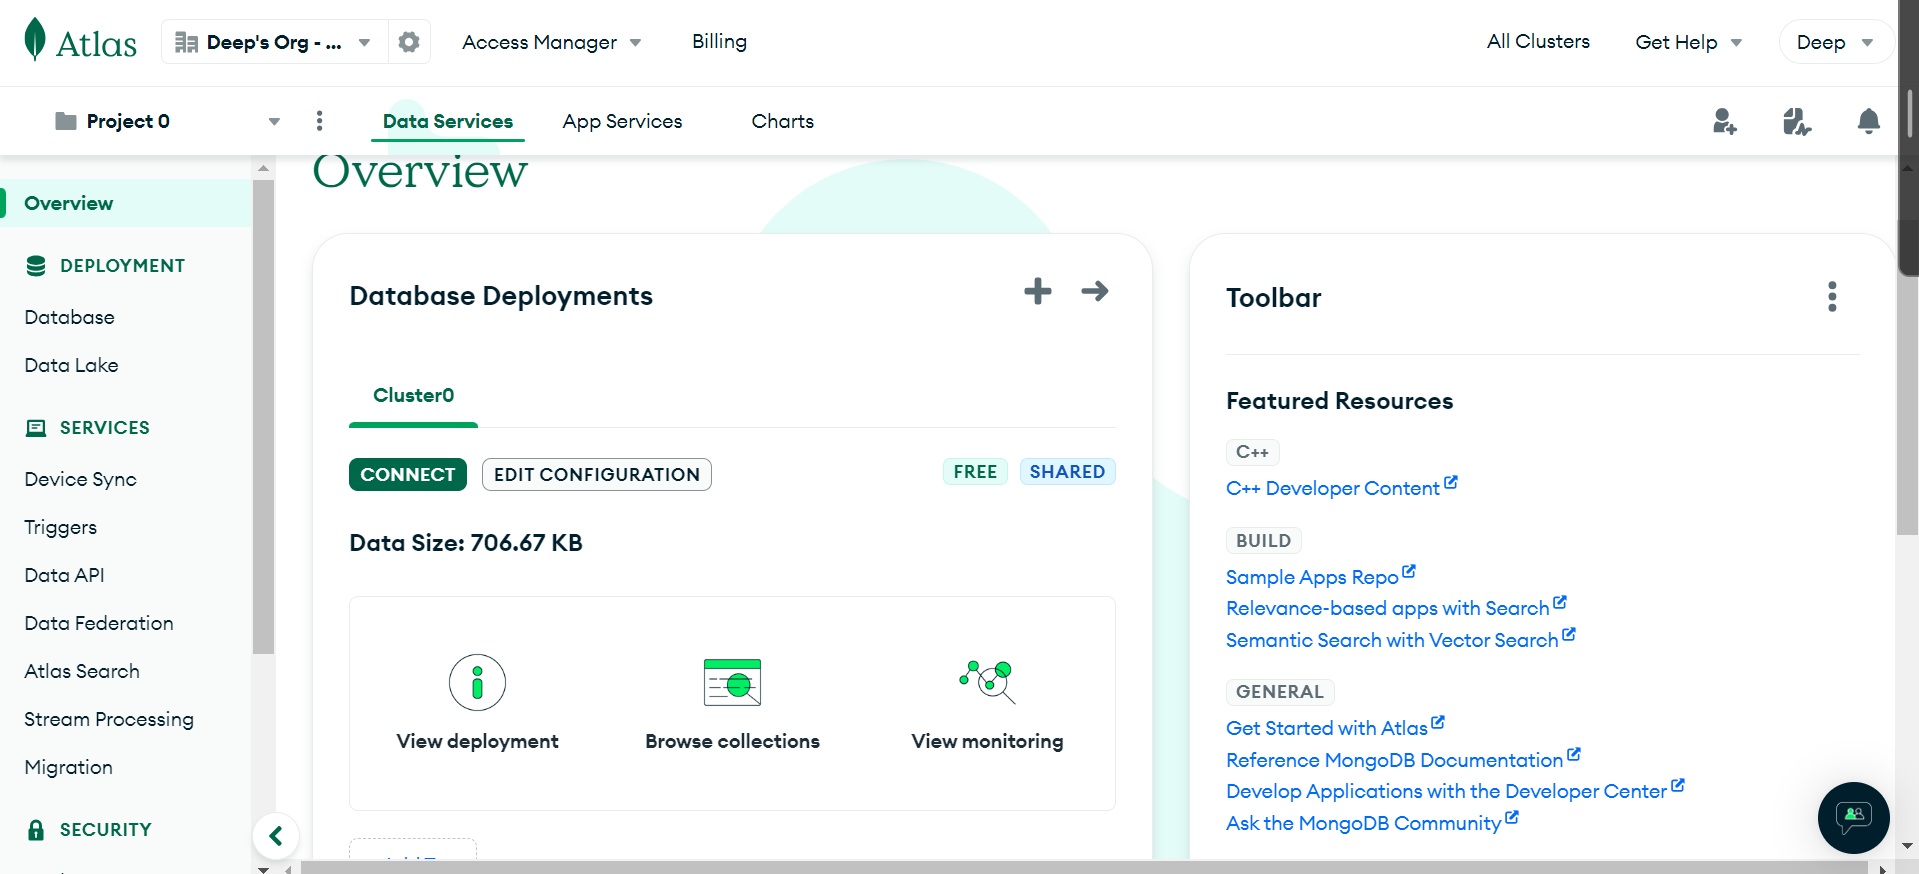 Atlas
Deep's Org - ...
Access Manager
Billing
All Clusters
Get Help
Deep
Project 0
Data Services
App Services
Charts
Overview
DEPLOYMENT
Database
Data Lake
SERVICES
Device Sync
Triggers
Data API
Data Federation
Atlas Search
Stream Processing
Migration
SECURITY
Overview
Database Deployments
Cluster0
CONNECT
EDIT CONFIGURATION
FREE
SHARED
Data Size: 706.67 KB
View deployment
Browse collections
View monitoring
Toolbar
Featured Resources
C++
C++ Developer Content
BUILD
Sample Apps Repo
Relevance-based apps with Search
Semantic Search with Vector Search
GENERAL
Get Started with Atlas
Reference MongoDB Documentation
Develop Applications with the Developer Center
Ask the MongoDB Community